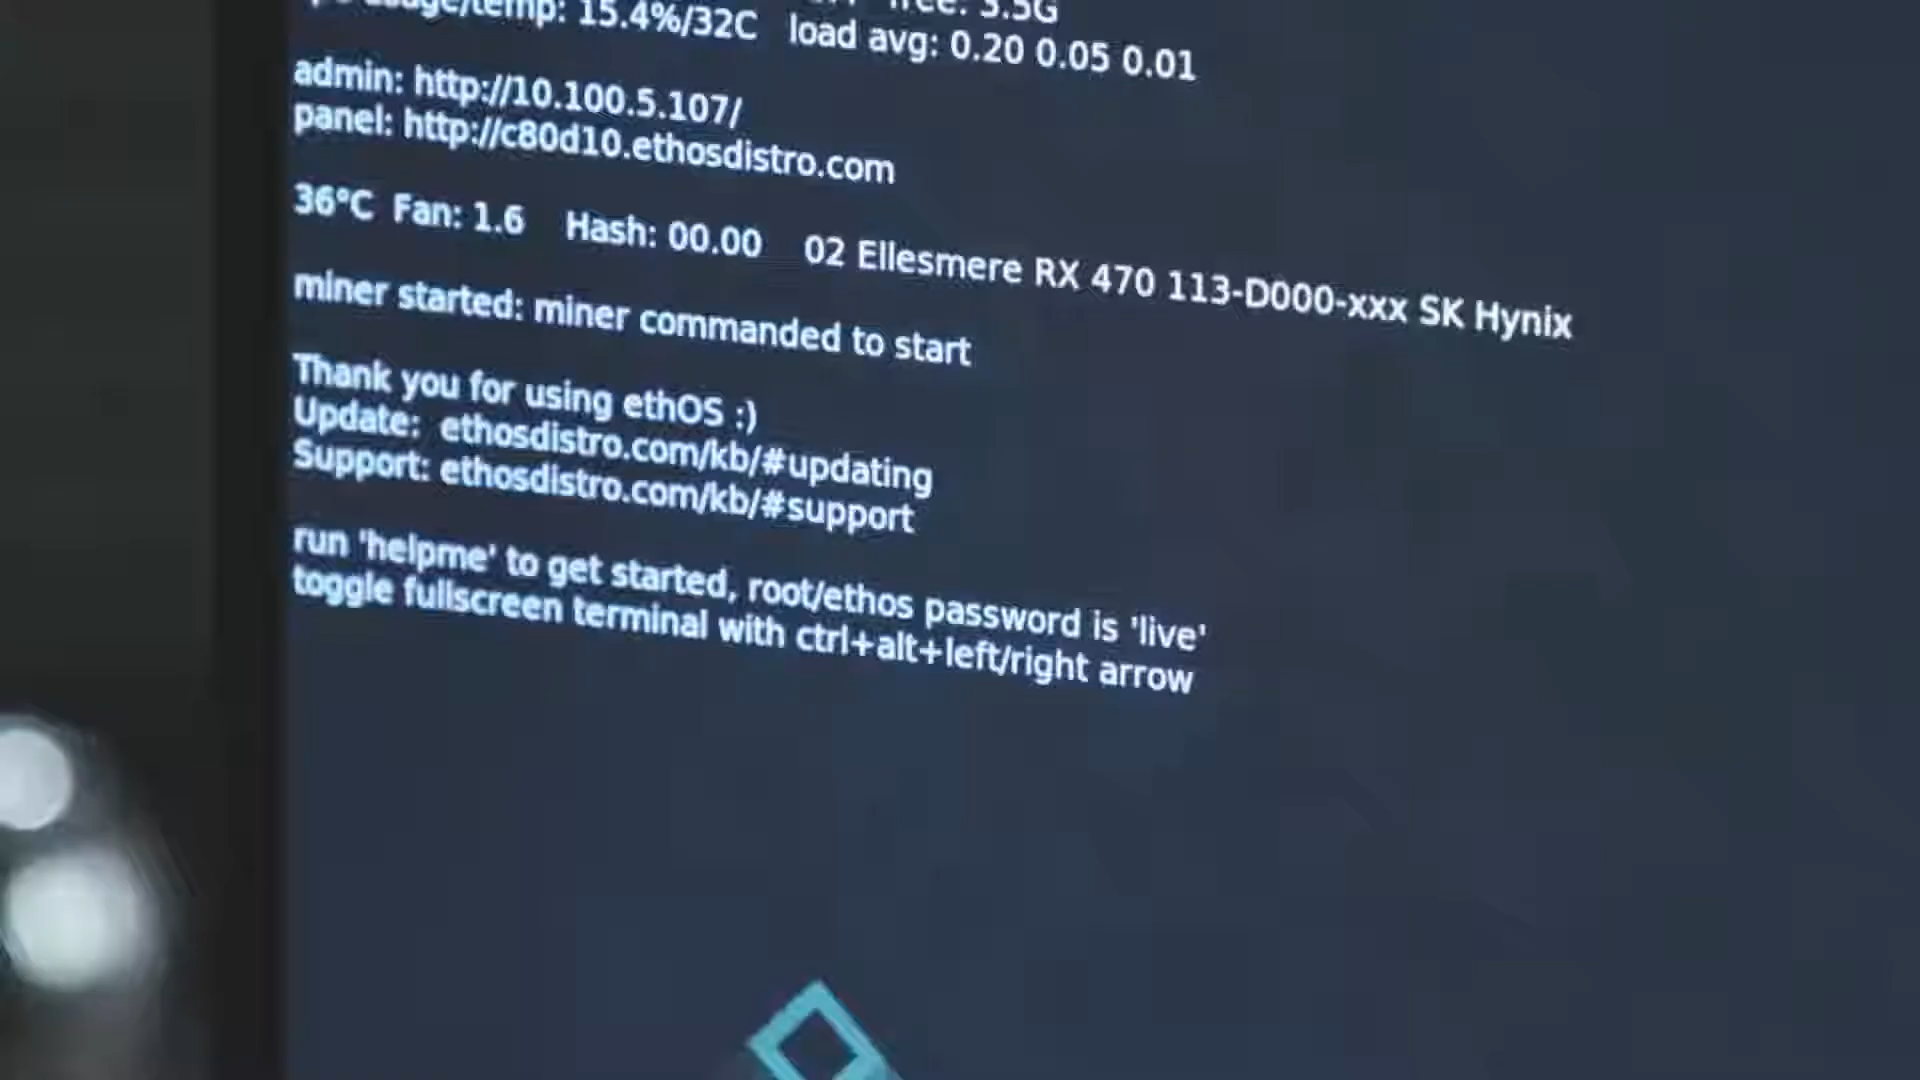 usage/temp: 15.4%/32C load avg: 0.20 0.05 0.01
free: 3.5G
admin: http://10.100.5.107/
panel: http://c80d10.ethosdistro.com
36°C Fan: 1.6 Hash: 00.00 02 Ellesmere RX 470 113-D000-xxx SK Hynix
miner started: miner commanded to start
Thank you for using ethOS :)
Update: ethosdistro.com/kb/#updating
Support: ethosdistro.com/kb/#support
run 'helpme' to get started, root/ethos password is 'live'
toggle fullscreen terminal with ctrl+alt+left/right arrow